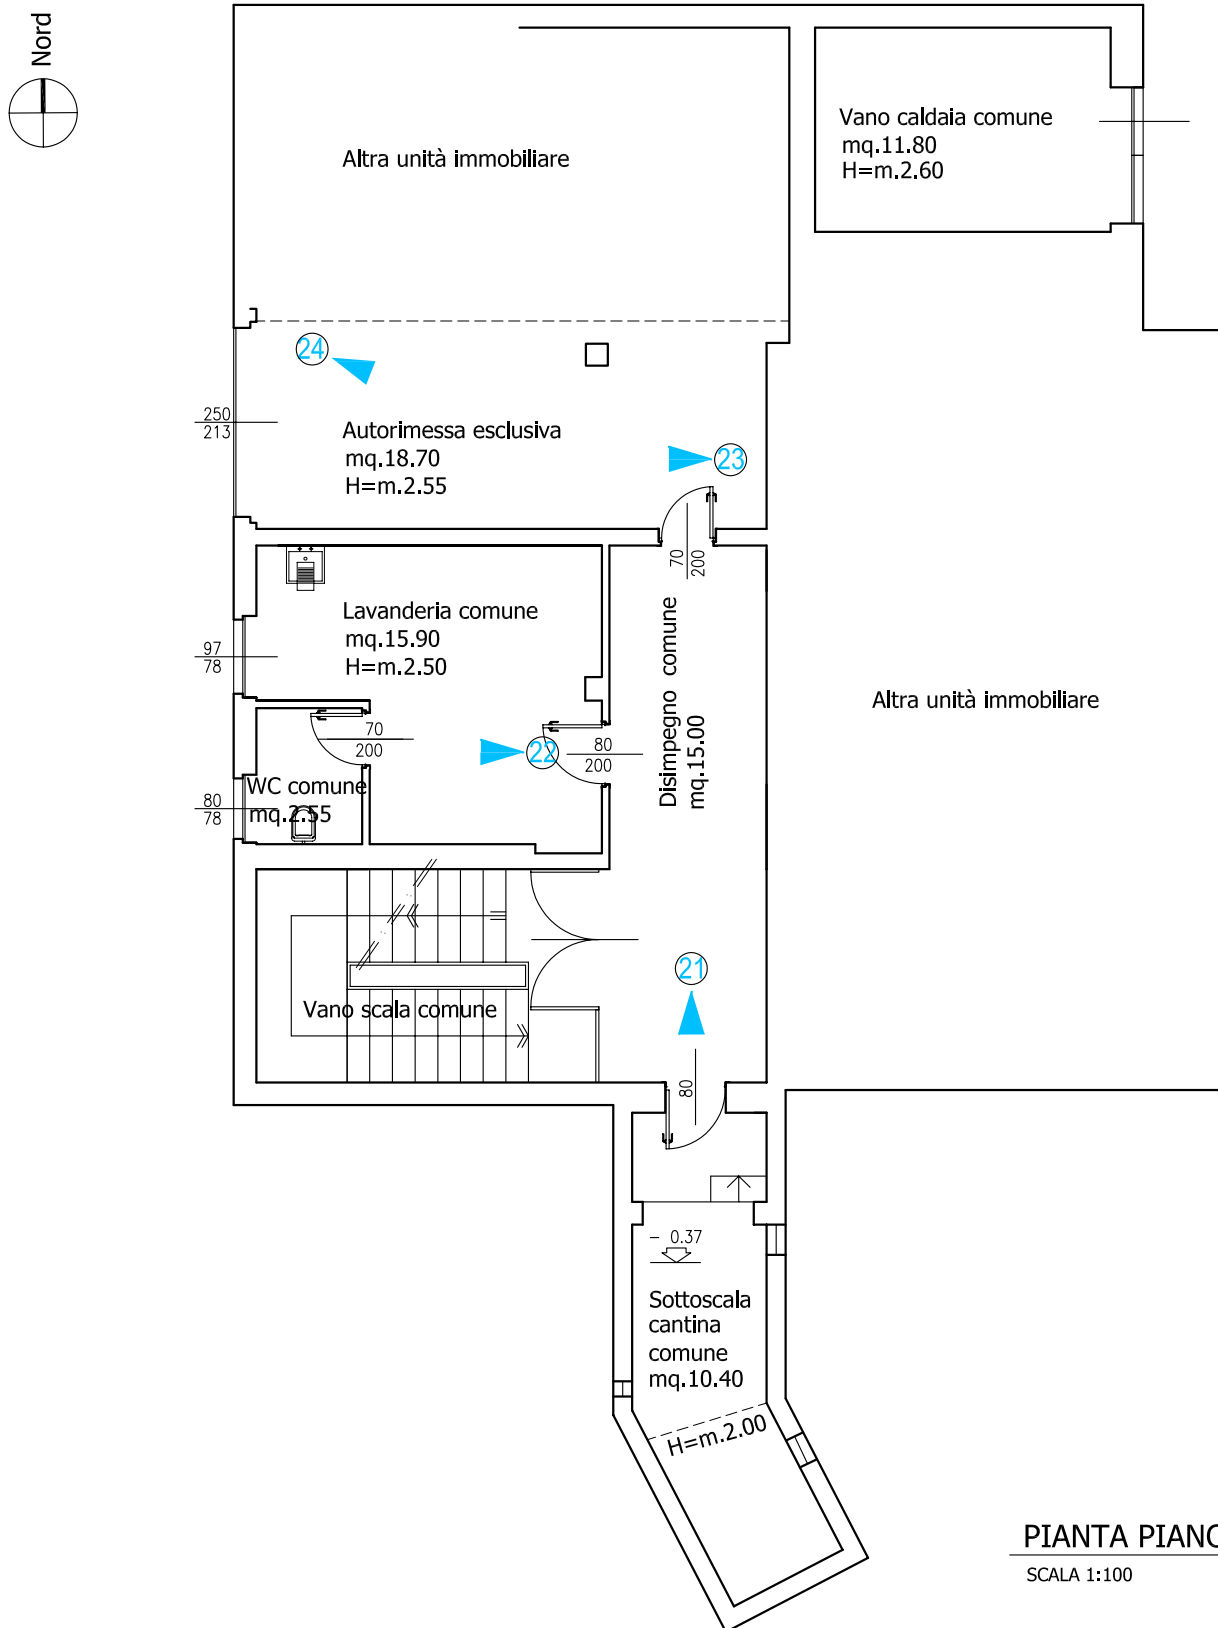 Nord
Vano caldaia comune
mq.11.80
H=m.2.60
Altra unità immobiliare
24
250
213
Autorimessa esclusiva
mq.18.70
H=m.2.55
23
70
200
Lavanderia comune
mq.15.90
H=m.2.50
97
78
Disimpegno comune
mq.15.00
Altra unità immobiliare
70
200
22
80
200
WC comune
mq.2.55
80
78
21
Vano scala comune
80
- 0.37
Sottoscala
cantina
comune
mq.10.40
H=m.2.00
PIANTA PIANO
SCALA 1:100